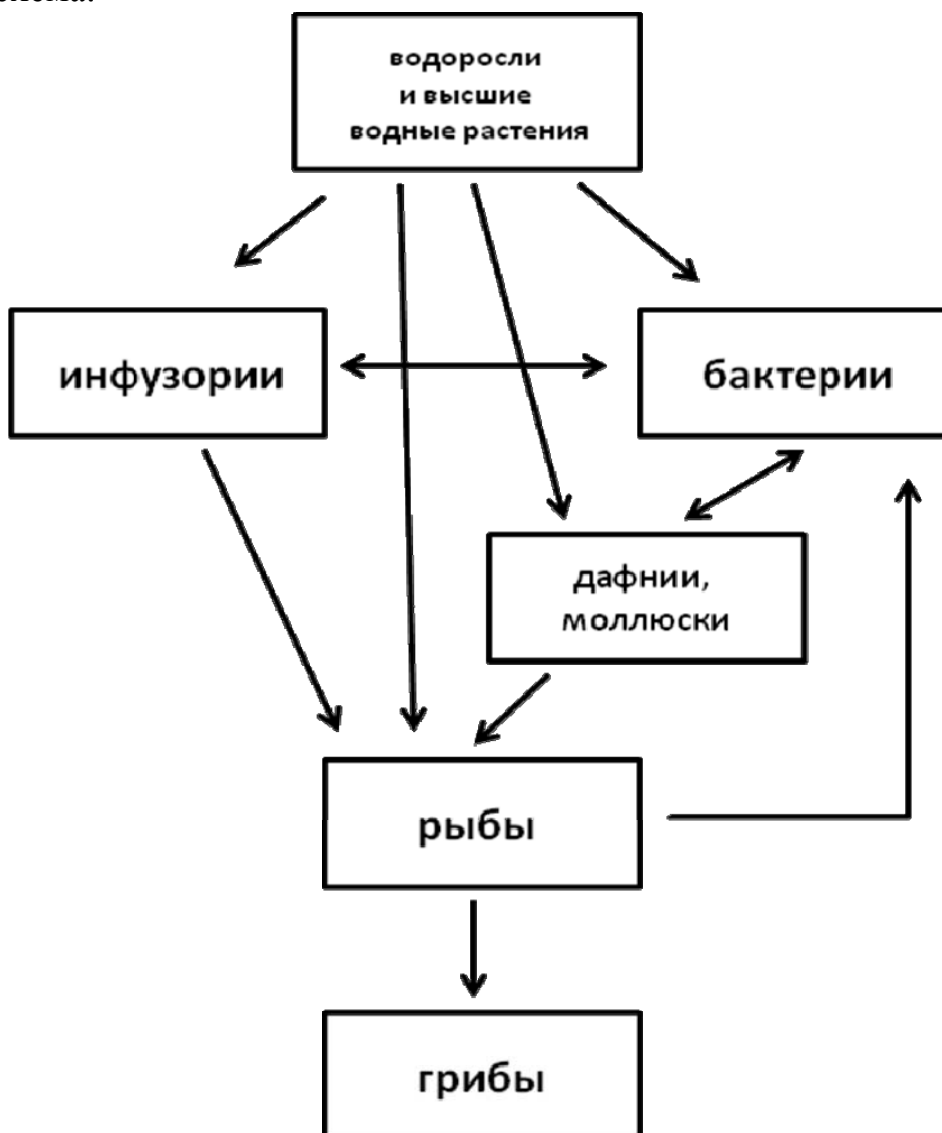 водоросли
и высшие
водные растения
инфузории
бактерии
дафнии,
моллюски
рыбы
грибы